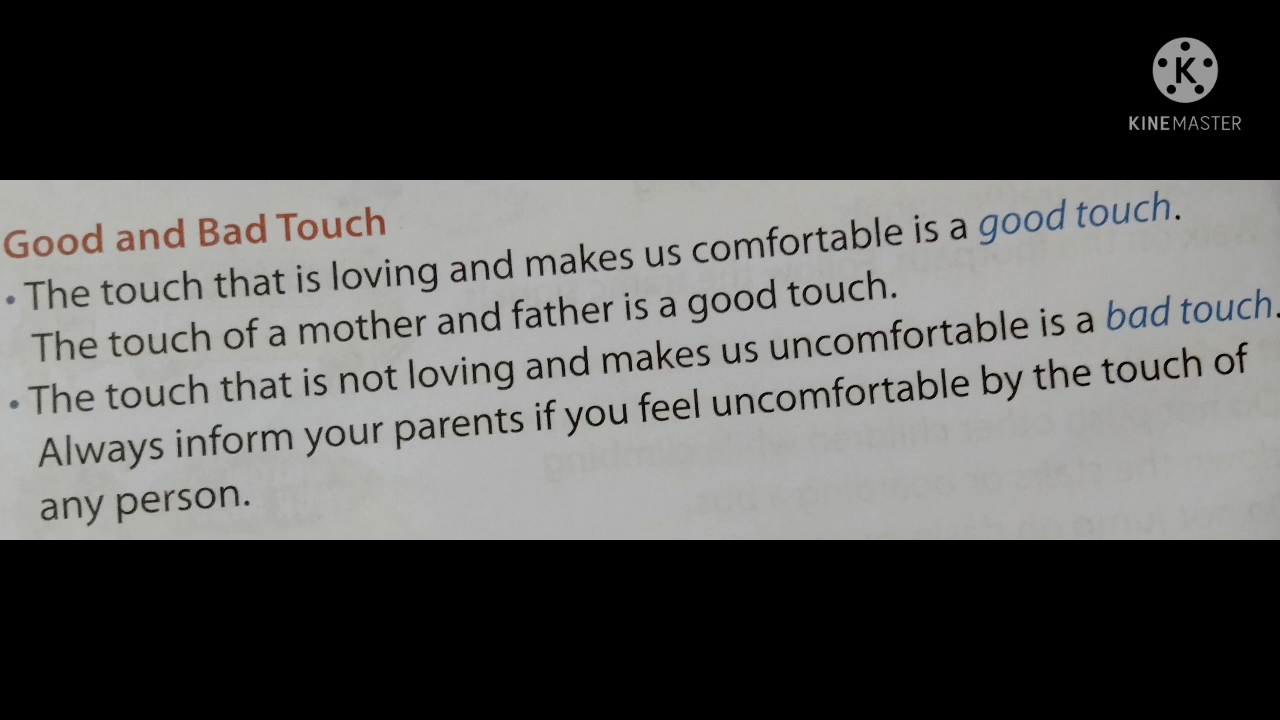 KINEMASTER
Good and Bad Touch
• The touch that is loving and makes us comfortable is a good touch.
The touch of a mother and father is a good touch.
• The touch that is not loving and makes us uncomfortable is a bad touch.
Always inform your parents if you feel uncomfortable by the touch of
any person.